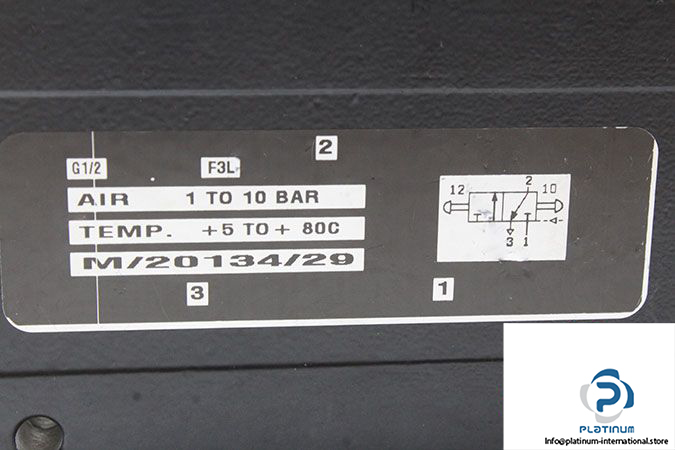 2
G1/2 F3L
AIR 1 TO 10 BAR
TEMP. +5 TO + 80C
M/20134/29
3
1
12 2 10
3 1
PLATINUM
Info@platinum-international.store